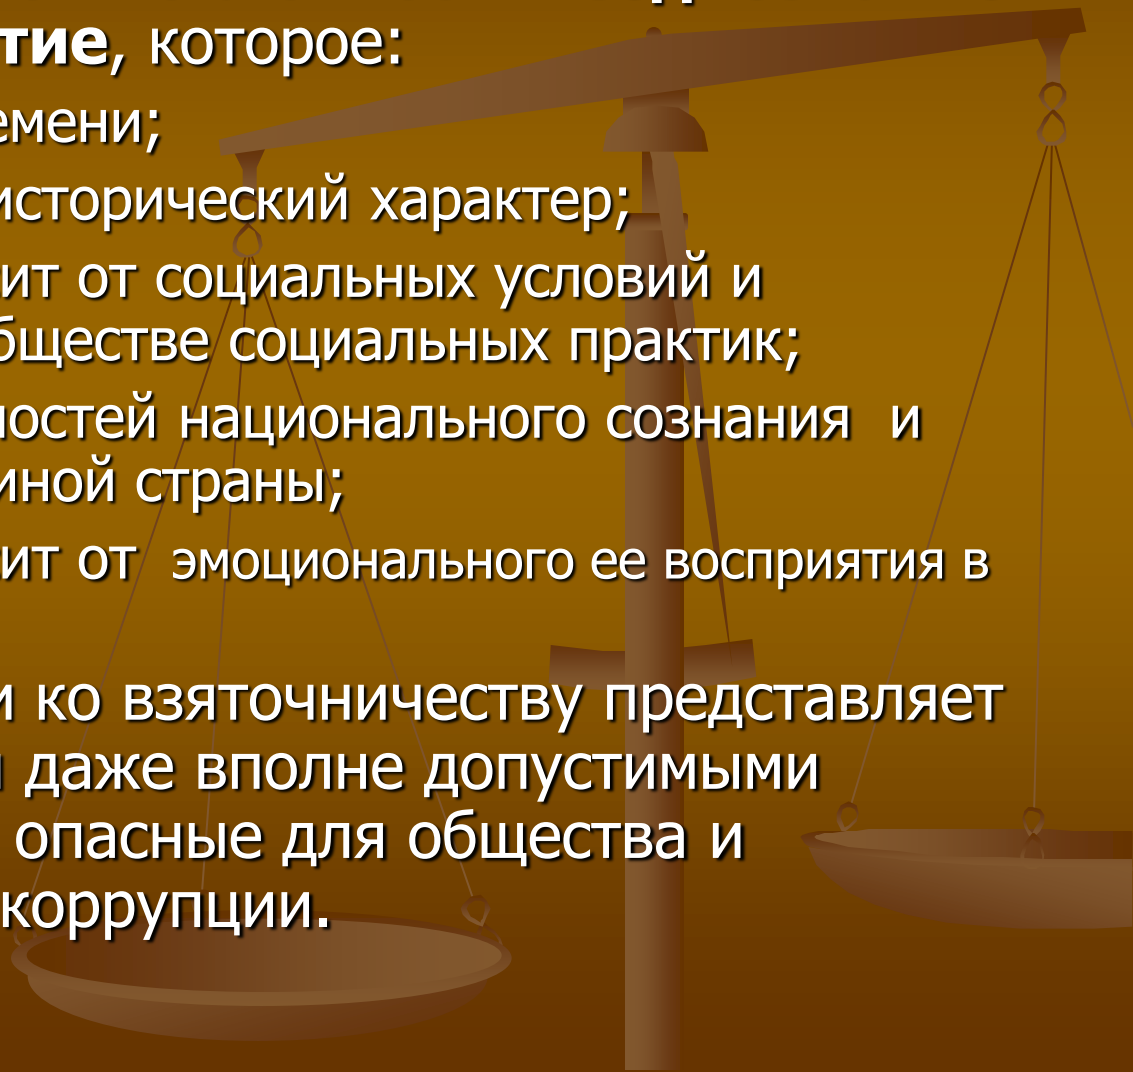 тие, которое:
емени;
исторический характер;
ит от социальных условий и
бществе социальных практик;
ностей национального сознания и
иной страны;
ит от эмоционального ее восприятия в
и ко взяточничеству представляет
даже вполне допустимыми
опасные для общества и
коррупции.